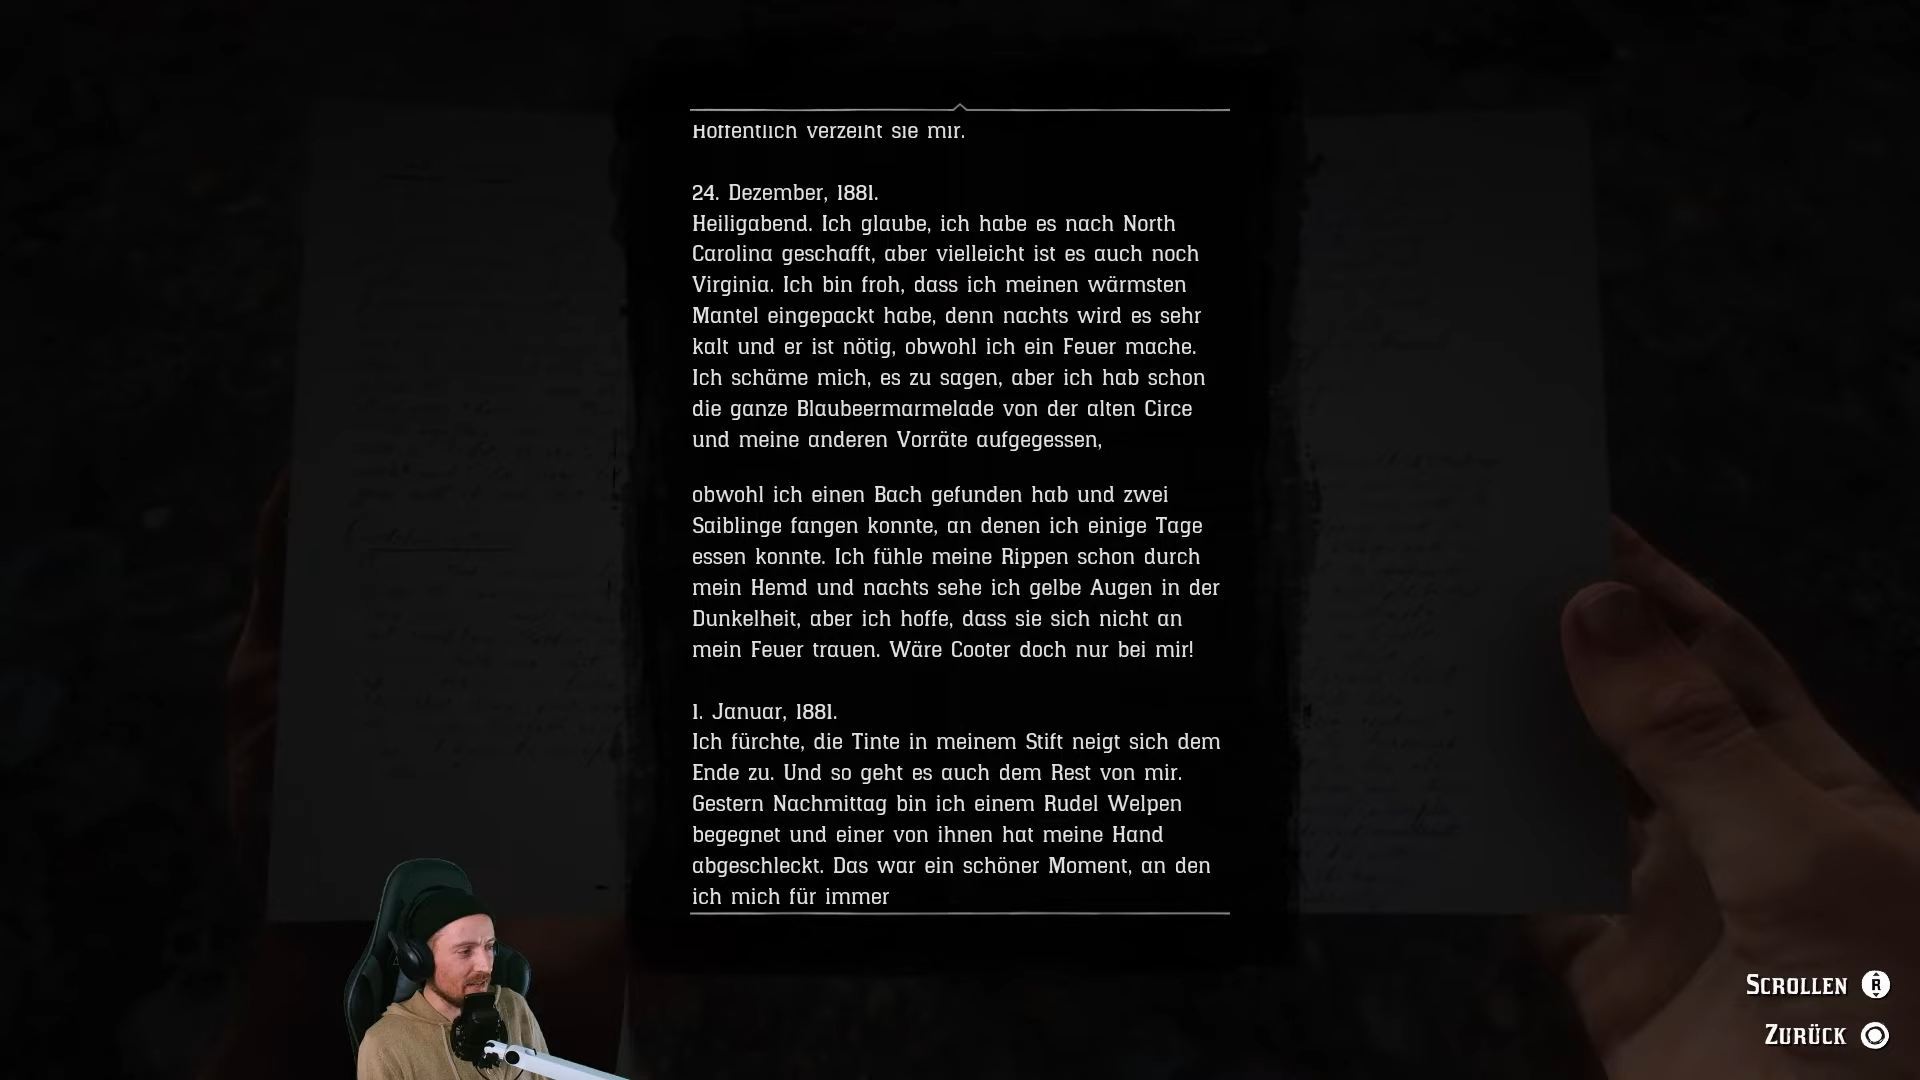 Hoffentlich verzeiht sie mir.
24. Dezember, 1881.
Heiligabend. Ich glaube, ich habe es nach North
Carolina geschafft, aber vielleicht ist es auch noch
Virginia. Ich bin froh, dass ich meinen wärmsten
Mantel eingepackt habe, denn nachts wird es sehr
kalt und er ist nötig, obwohl ich ein Feuer mache.
Ich schäme mich, es zu sagen, aber ich hab schon
die ganze Blaubeermarmelade von der alten Circe
und meine anderen Vorräte aufgegessen,
obwohl ich einen Bach gefunden hab und zwei
Saiblinge fangen konnte, an denen ich einige Tage
essen konnte. Ich fühle meine Rippen schon durch
mein Hemd und nachts sehe ich gelbe Augen in der
Dunkelheit, aber ich hoffe, dass sie sich nicht an
mein Feuer trauen. Wäre Cooter doch nur bei mir!
1. Januar, 1881.
Ich fürchte, die Tinte in meinem Stift neigt sich dem
Ende zu. Und so geht es auch dem Rest von mir.
Gestern Nachmittag bin ich einem Rudel Welpen
begegnet und einer von ihnen hat meine Hand
abgeschleckt. Das war ein schöner Moment, an den
ich mich für immer
Scrollen R
Zurück